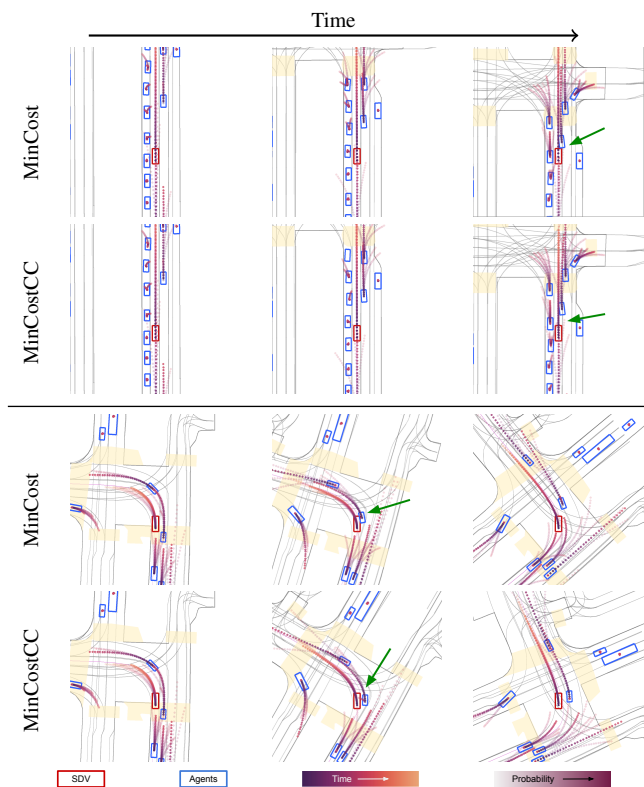 Time
MinCost
MinCostCC
MinCost
MinCostCC
SDV
Agents
Time
Probability